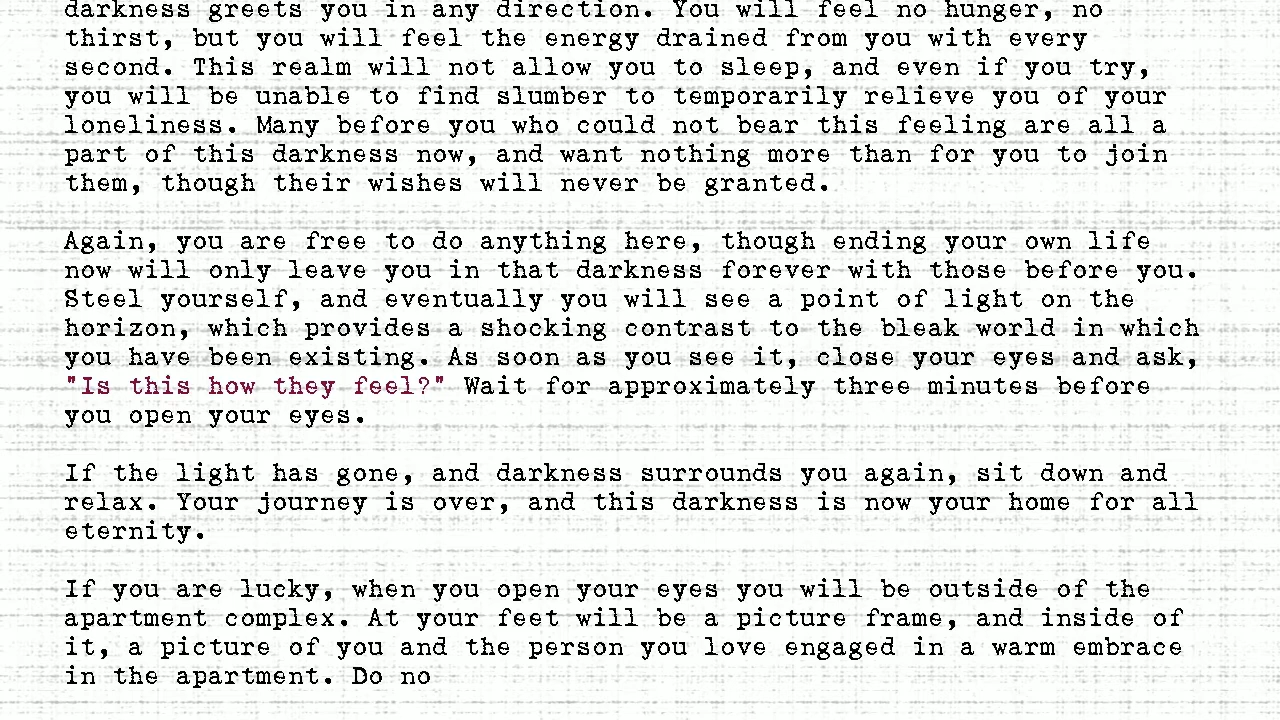 darkness greets you in any direction. You will feel no hunger, no
thirst, but you will feel the energy drained from you with every
second. This realm will not allow you to sleep, and even if you try,
you will be unable to find slumber to temporarily relieve you of your
loneliness. Many before you who could not bear this feeling are all a
part of this darkness now, and want nothing more than for you to join
them, though their wishes will never be granted.
Again, you are free to do anything here, though ending your own life
now will only leave you in that darkness forever with those before you.
Steel yourself, and eventually you will see a point of light on the
horizon, which provides a shocking contrast to the bleak world in which
you have been existing. As soon as you see it, close your eyes and ask,
"Is this how they feel?" Wait for approximately three minutes before
you open your eyes.
If the light has gone, and darkness surrounds you again, sit down and
relax. Your journey is over, and this darkness is now your home for all
eternity.
If you are lucky, when you open your eyes you will be outside of the
apartment complex. At your feet will be a picture frame, and inside of
it, a picture of you and the person you love engaged in a warm embrace
in the apartment. Do no